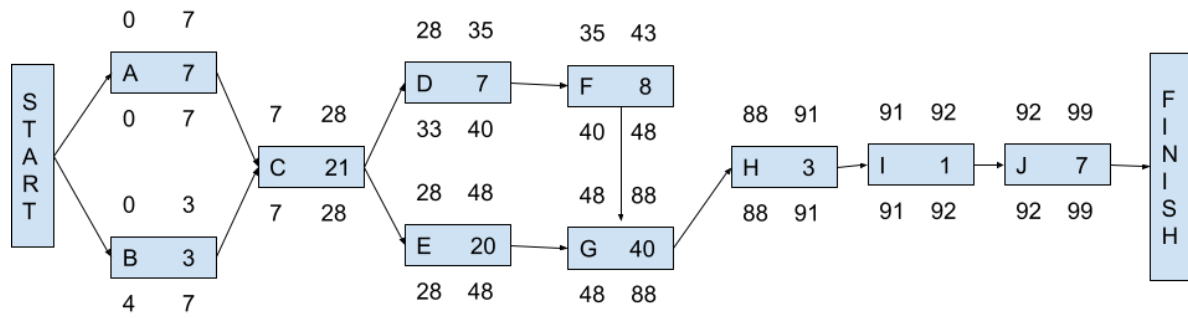 START
0 7
A 7
0 7
0 3
B 3
4 7
7 28
C 21
7 28
28 35
D 7
33 40
28 48
E 20
28 48
35 43
F 8
40 48
48 88
G 40
48 88
88 91
H 3
88 91
91 92
I 1
91 92
92 99
J 7
92 99
FINISH